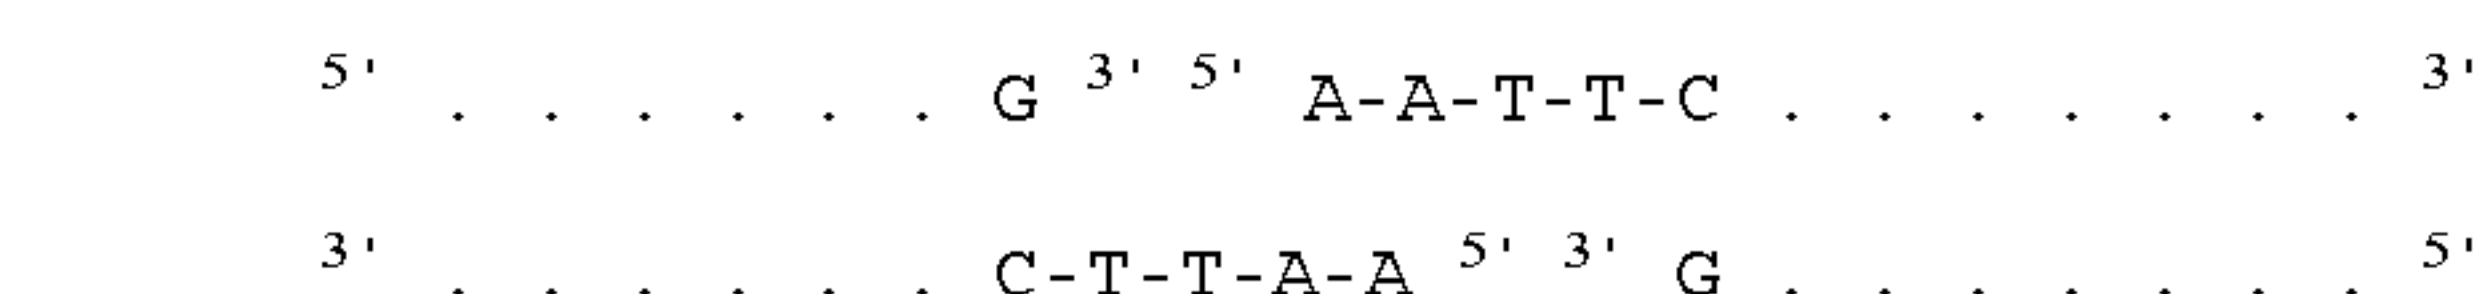 5' . . . . . . G 3' 5' A-A-T-T-C . . . . . . . 3'
3' . . . . . . C-T-T-A-A 5' 3' G . . . . . . . 5'